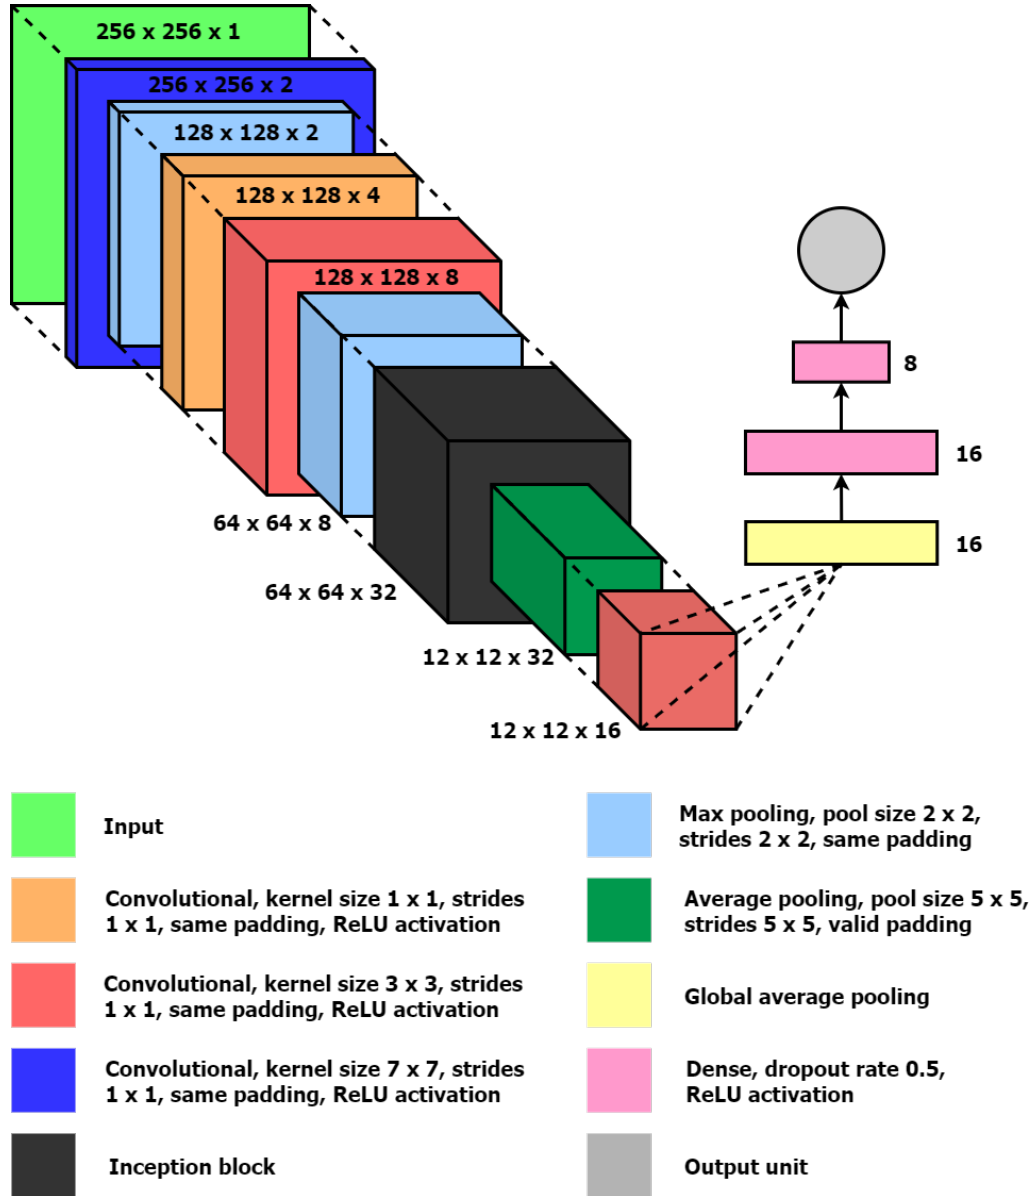 256 x 256 x 1
256 x 256 x 2
128 x 128 x 2
128 x 128 x 4
128 x 128 x 8
64 x 64 x 8
64 x 64 x 32
12 x 12 x 32
12 x 12 x 16
8
16
16
Input
Convolutional, kernel size 1 x 1, strides
1 x 1, same padding, ReLU activation
Convolutional, kernel size 3 x 3, strides
1 x 1, same padding, ReLU activation
Convolutional, kernel size 7 x 7, strides
1 x 1, same padding, ReLU activation
Inception block
Max pooling, pool size 2 x 2,
strides 2 x 2, same padding
Average pooling, pool size 5 x 5,
strides 5 x 5, valid padding
Global average pooling
Dense, dropout rate 0.5,
ReLU activation
Output unit